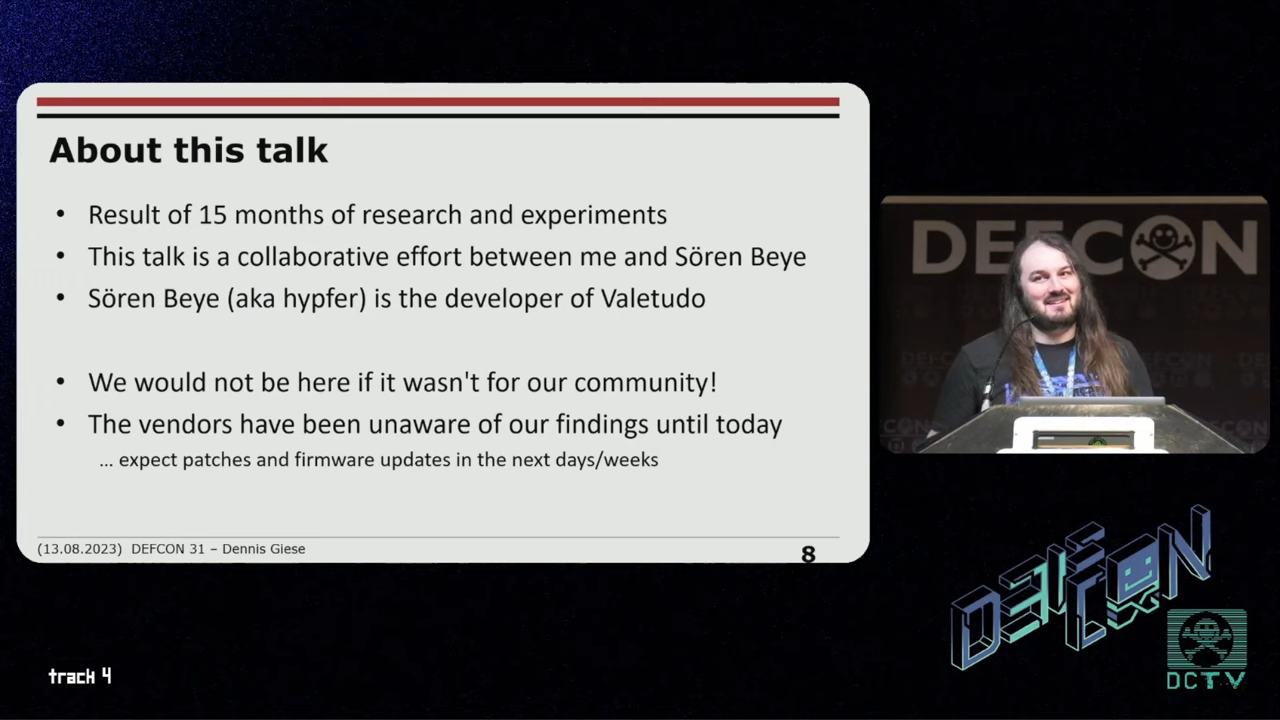 About this talk
• Result of 15 months of research and experiments
• This talk is a collaborative effort between me and Sören Beye
• Sören Beye (aka hypfer) is the developer of Valetudo
• We would not be here if it wasn't for our community!
• The vendors have been unaware of our findings until today
... expect patches and firmware updates in the next days/weeks
(13.08.2023) DEFCON 31 – Dennis Giese
8
DEFCON
DEFCON
track 4
DCTV